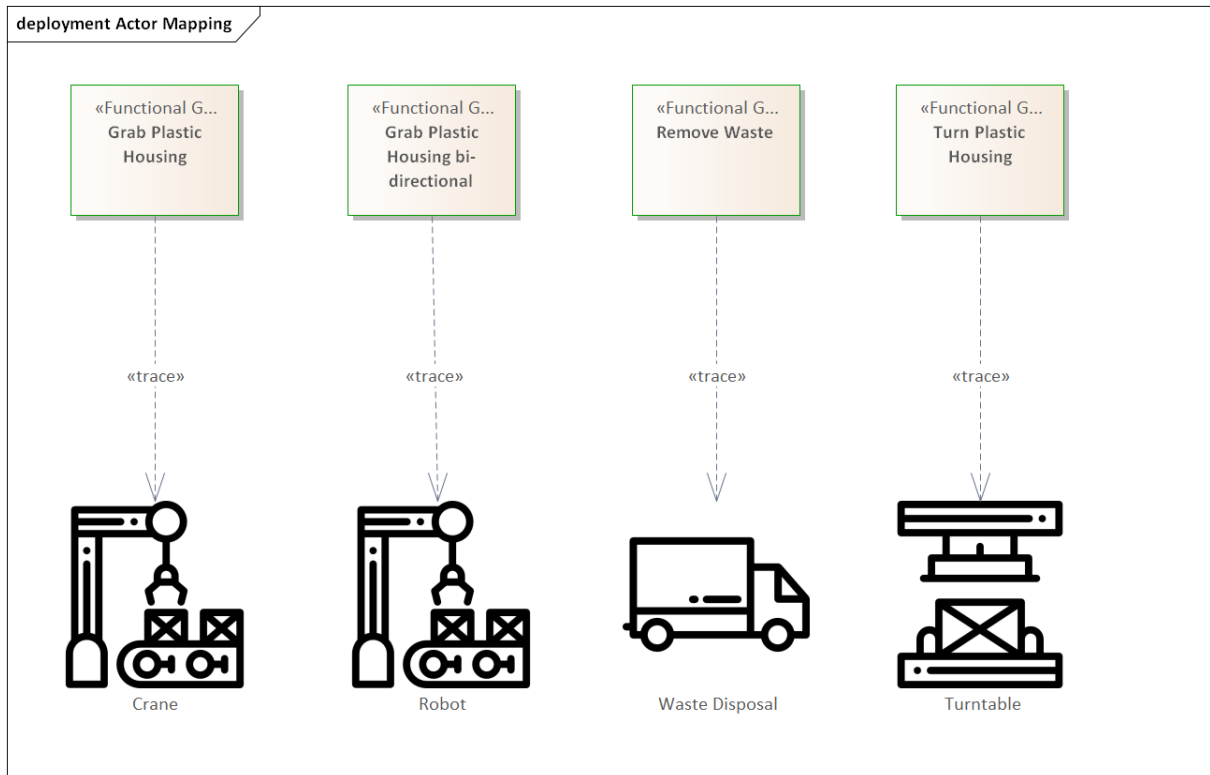 deployment Actor Mapping
«Functional G...
Grab Plastic
Housing
«Functional G...
Grab Plastic
Housing bi-
directional
«Functional G...
Remove Waste
«Functional G...
Turn Plastic
Housing
«trace»
«trace»
«trace»
«trace»
Crane
Robot
Waste Disposal
Turntable